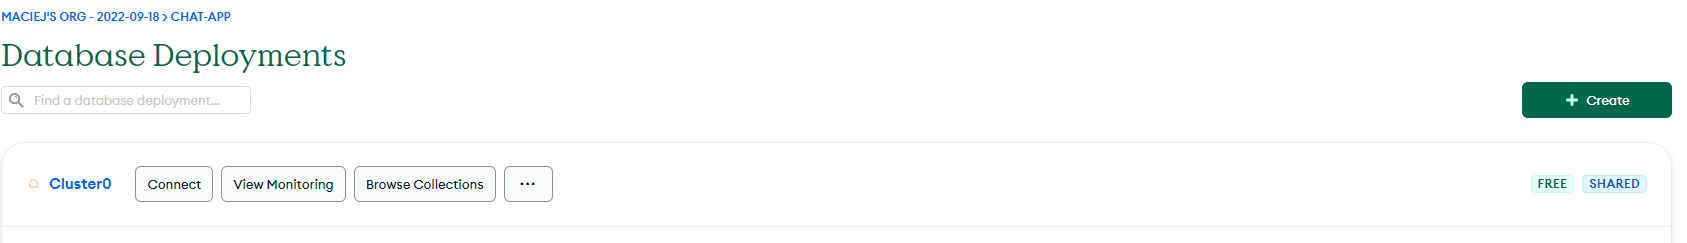 MACIEJ'S ORG - 2022-09-18 > CHAT-APP
Database Deployments
Find a database deployment...
+ Create
Cluster0 Connect View Monitoring Browse Collections ... FREE SHARED